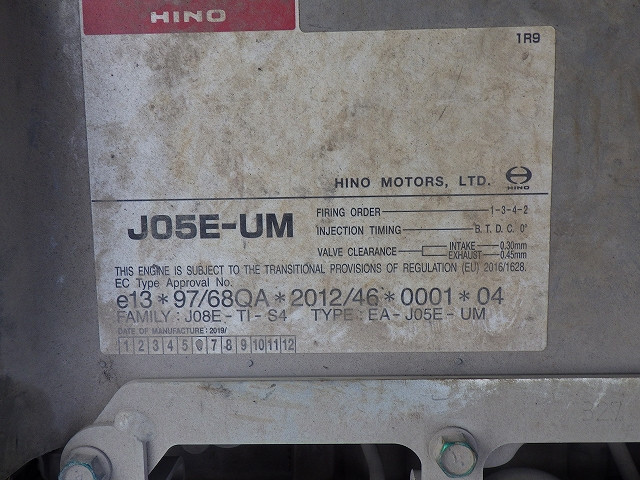 HINO
1R9
HINO MOTORS, LTD. HINO
J05E-UM
FIRING ORDER 1-3-4-2
INJECTION TIMING B.T.D.C. 0°
VALVE CLEARANCE INTAKE 0.30mm
EXHAUST 0.45mm
THIS ENGINE IS SUBJECT TO THE TRANSITIONAL PROVISIONS OF REGULATION (EU) 2016/1628.
EC Type Approval No.
e13*97/68QA*2012/46*0001*04
FAMILY: J08E-TI-S4 TYPE: EA-J05E-UM
DATE OF MANUFACTURE: 2019/
1 2 3 4 5 7 8 9 10 11 12